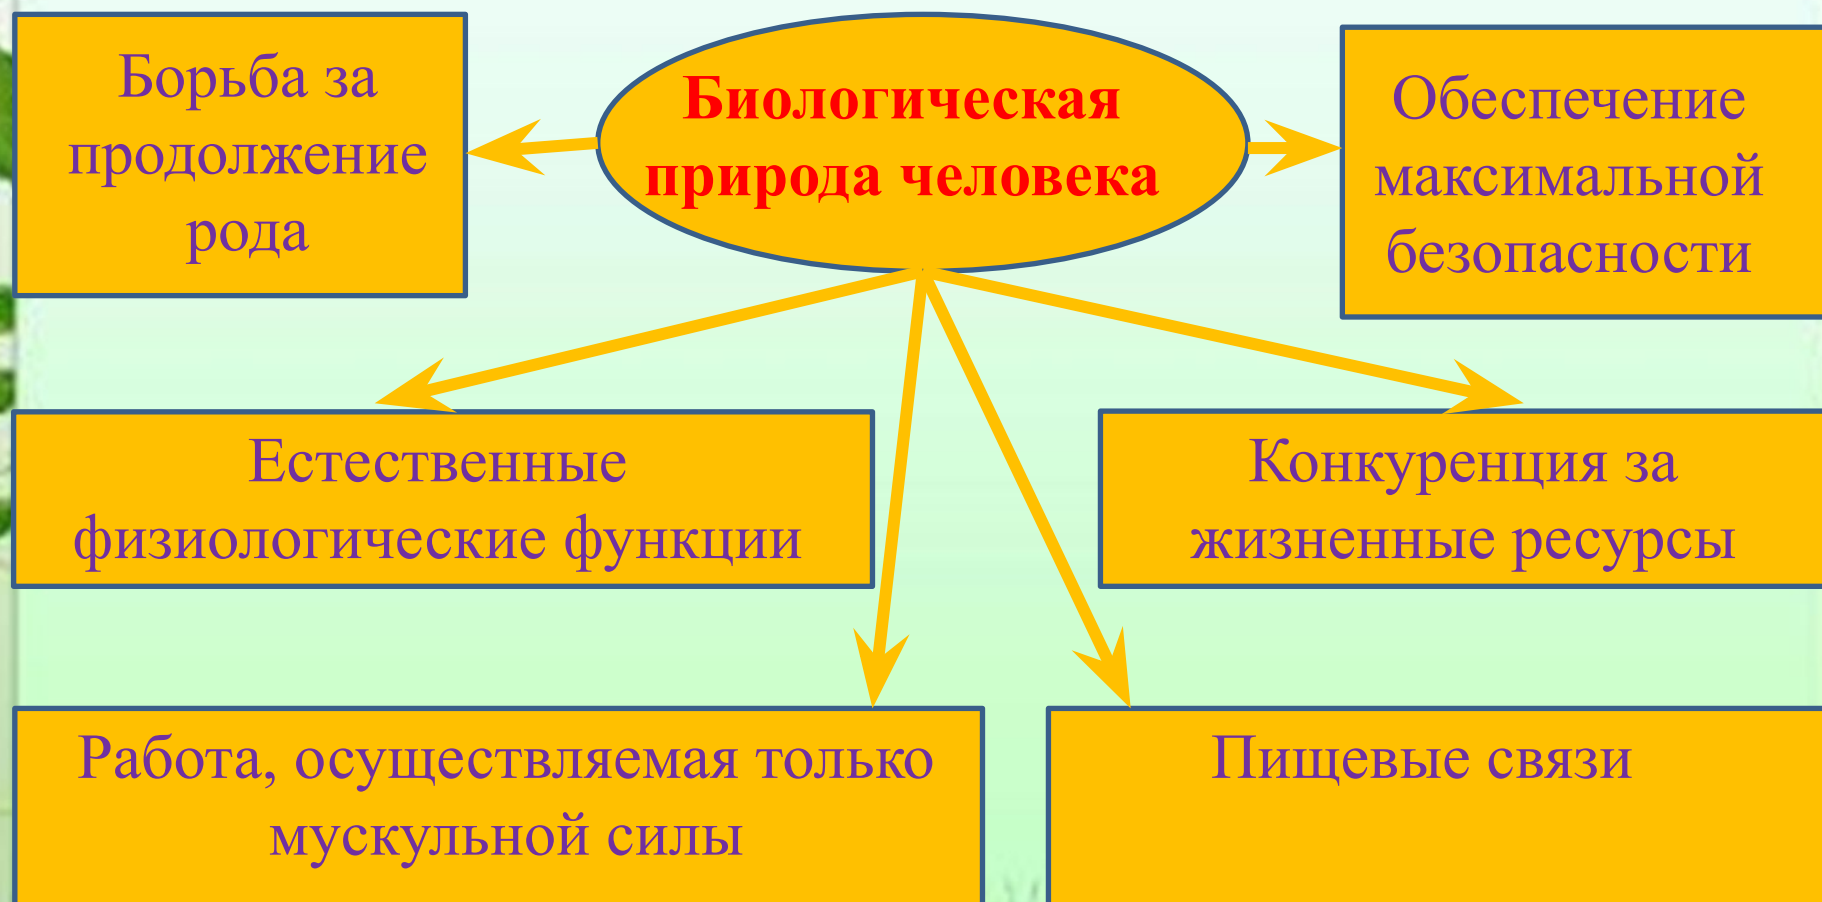 Борьба за
продолжение
рода
Биологическая
природа человека
Обеспечение
максимальной
безопасности
Естественные
физиологические функции
Конкуренция за
жизненные ресурсы
Работа, осуществляемая только
мускульной силы
Пищевые связи